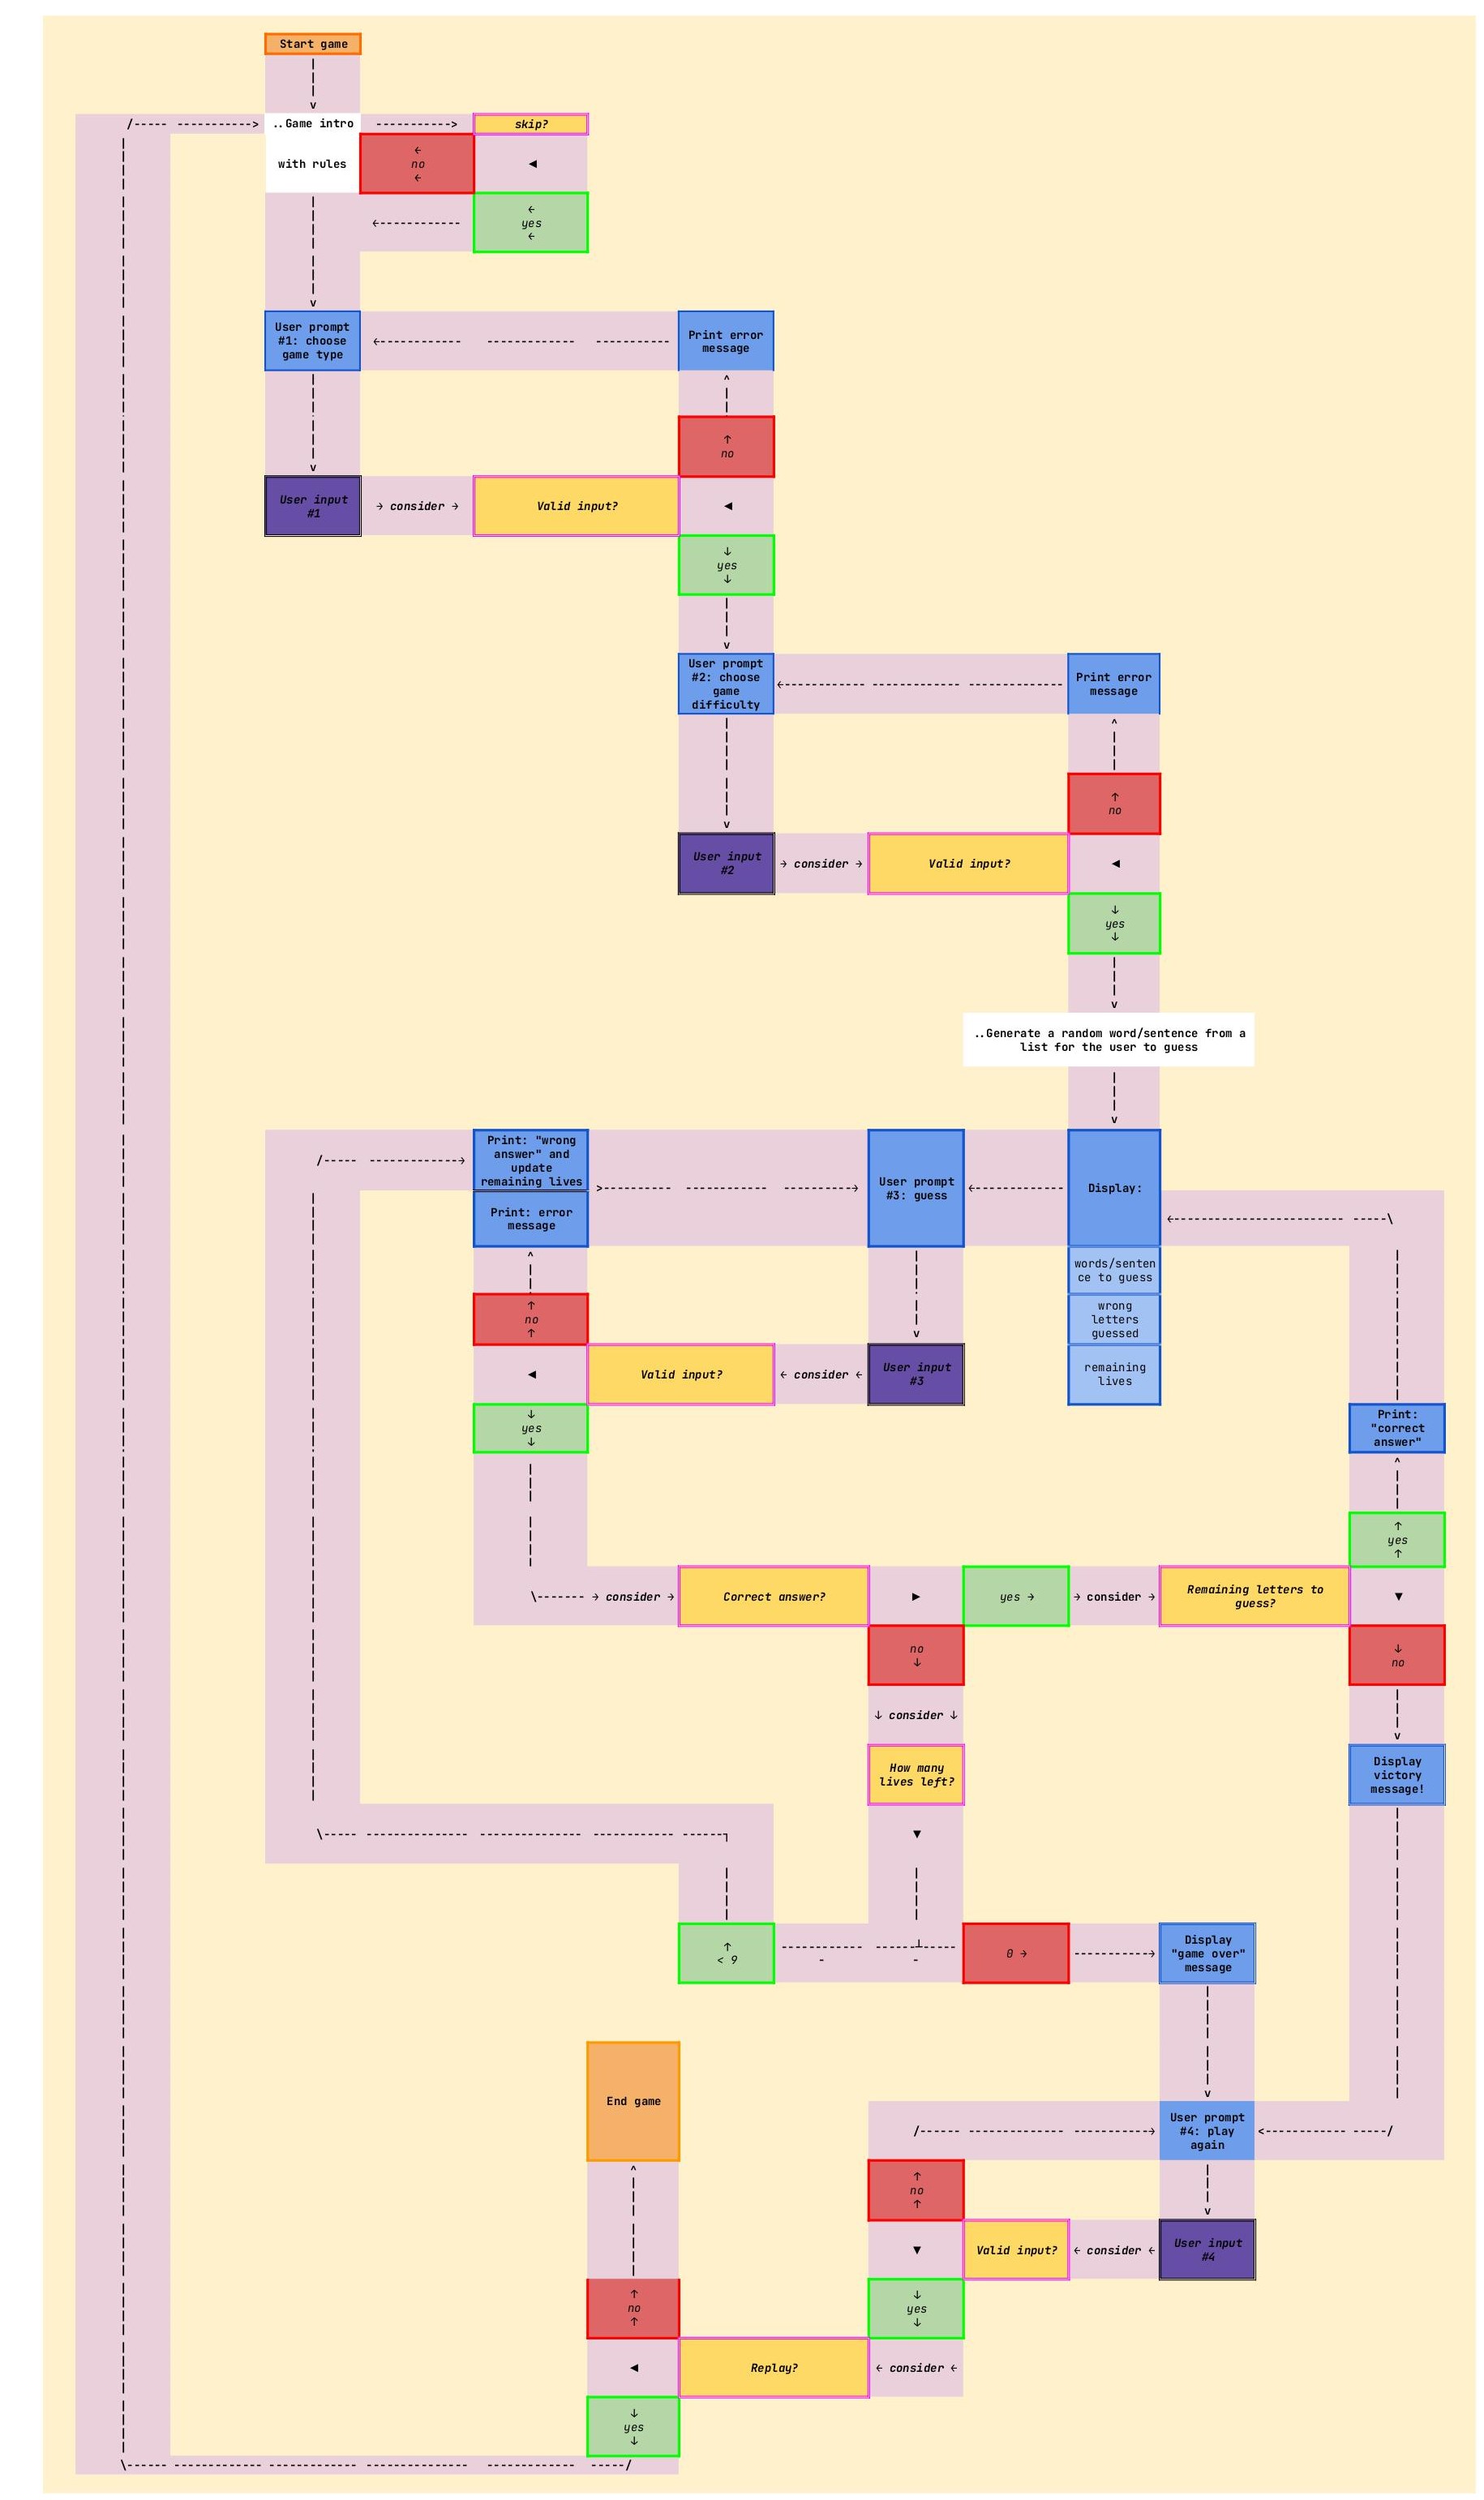 Start game
..Game intro
skip?
with rules
←
no
←
◄
←
yes
←
User prompt
#1: choose
game type
Print error
message
↑
no
User input
#1
→ consider →
Valid input?
◄
↓
yes
↓
User prompt
#2: choose
game
difficulty
Print error
message
↑
no
User input
#2
→ consider →
Valid input?
◄
↓
yes
↓
..Generate a random word/sentence from a
list for the user to guess
Print: "wrong
answer" and
update
remaining lives
Print: error
message
User prompt
#3: guess
Display:
words/senten
ce to guess
wrong
letters
guessed
remaining
lives
↑
no
↑
◄
Valid input?
← consider ←
User input
#3
↓
yes
↓
Print:
"correct
answer"
↑
yes
↑
→ consider →
Correct answer?
►
yes →
→ consider →
Remaining letters to
guess?
▼
no
↓
↓
no
↓ consider ↓
How many
lives left?
Display
victory
message!
▼
↑
< 9
0 →
Display
"game over"
message
End game
User prompt
#4: play
again
↑
no
↑
▼
Valid input?
← consider ←
User input
#4
↑
no
↑
↓
yes
↓
◄
Replay?
← consider ←
↓
yes
↓